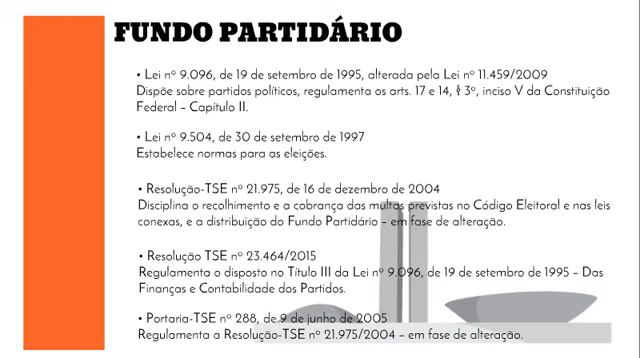 FUNDO PARTIDÁRIO
• Lei nº 9.096, de 19 de setembro de 1995, alterada pela Lei nº 11.459/2009
Dispõe sobre partidos políticos, regulamenta os arts. 17 e 14, § 3º, inciso V da Constituição
Federal – Capítulo II.
• Lei nº 9.504, de 30 de setembro de 1997
Estabelece normas para as eleições.
• Resolução-TSE nº 21.975, de 16 de dezembro de 2004
Disciplina o recolhimento e a cobrança das multas previstas no Código Eleitoral e nas leis
conexas, e a distribuição do Fundo Partidário – em fase de alteração.
• Resolução TSE nº 23.464/2015
Regulamenta o disposto no Título III da Lei nº 9.096, de 19 de setembro de 1995 – Das
Finanças e Contabilidade dos Partidos.
• Portaria-TSE nº 288, de 9 de junho de 2005
Regulamenta a Resolução-TSE nº 21.975/2004 – em fase de alteração.